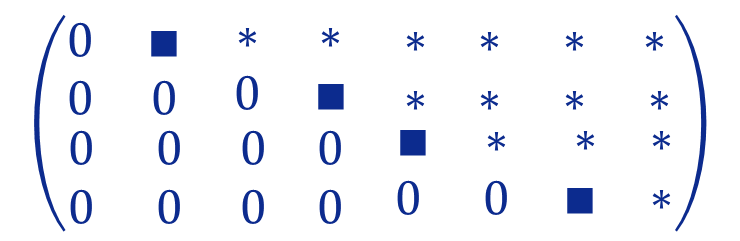 0 ■ * * * * * *
0 0 0 ■ * * * *
0 0 0 0 ■ * * *
0 0 0 0 0 0 ■ *